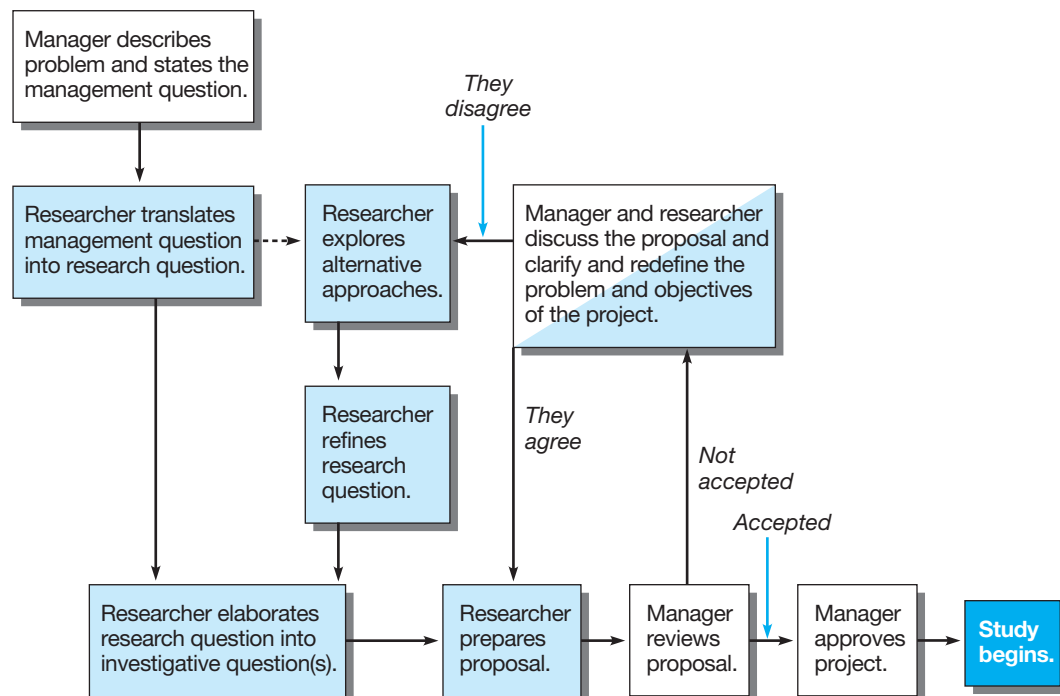 Manager describes
problem and states the
management question.
They
disagree
Researcher translates
management question
into research question.
Researcher
explores
alternative
approaches.
Manager and researcher
discuss the proposal and
clarify and redefine the
problem and objectives
of the project.
Researcher
refines
research
question.
They
agree
Not
accepted
Accepted
Researcher elaborates
research question into
investigative question(s).
Researcher
prepares
proposal.
Manager
reviews
proposal.
Manager
approves
project.
Study
begins.